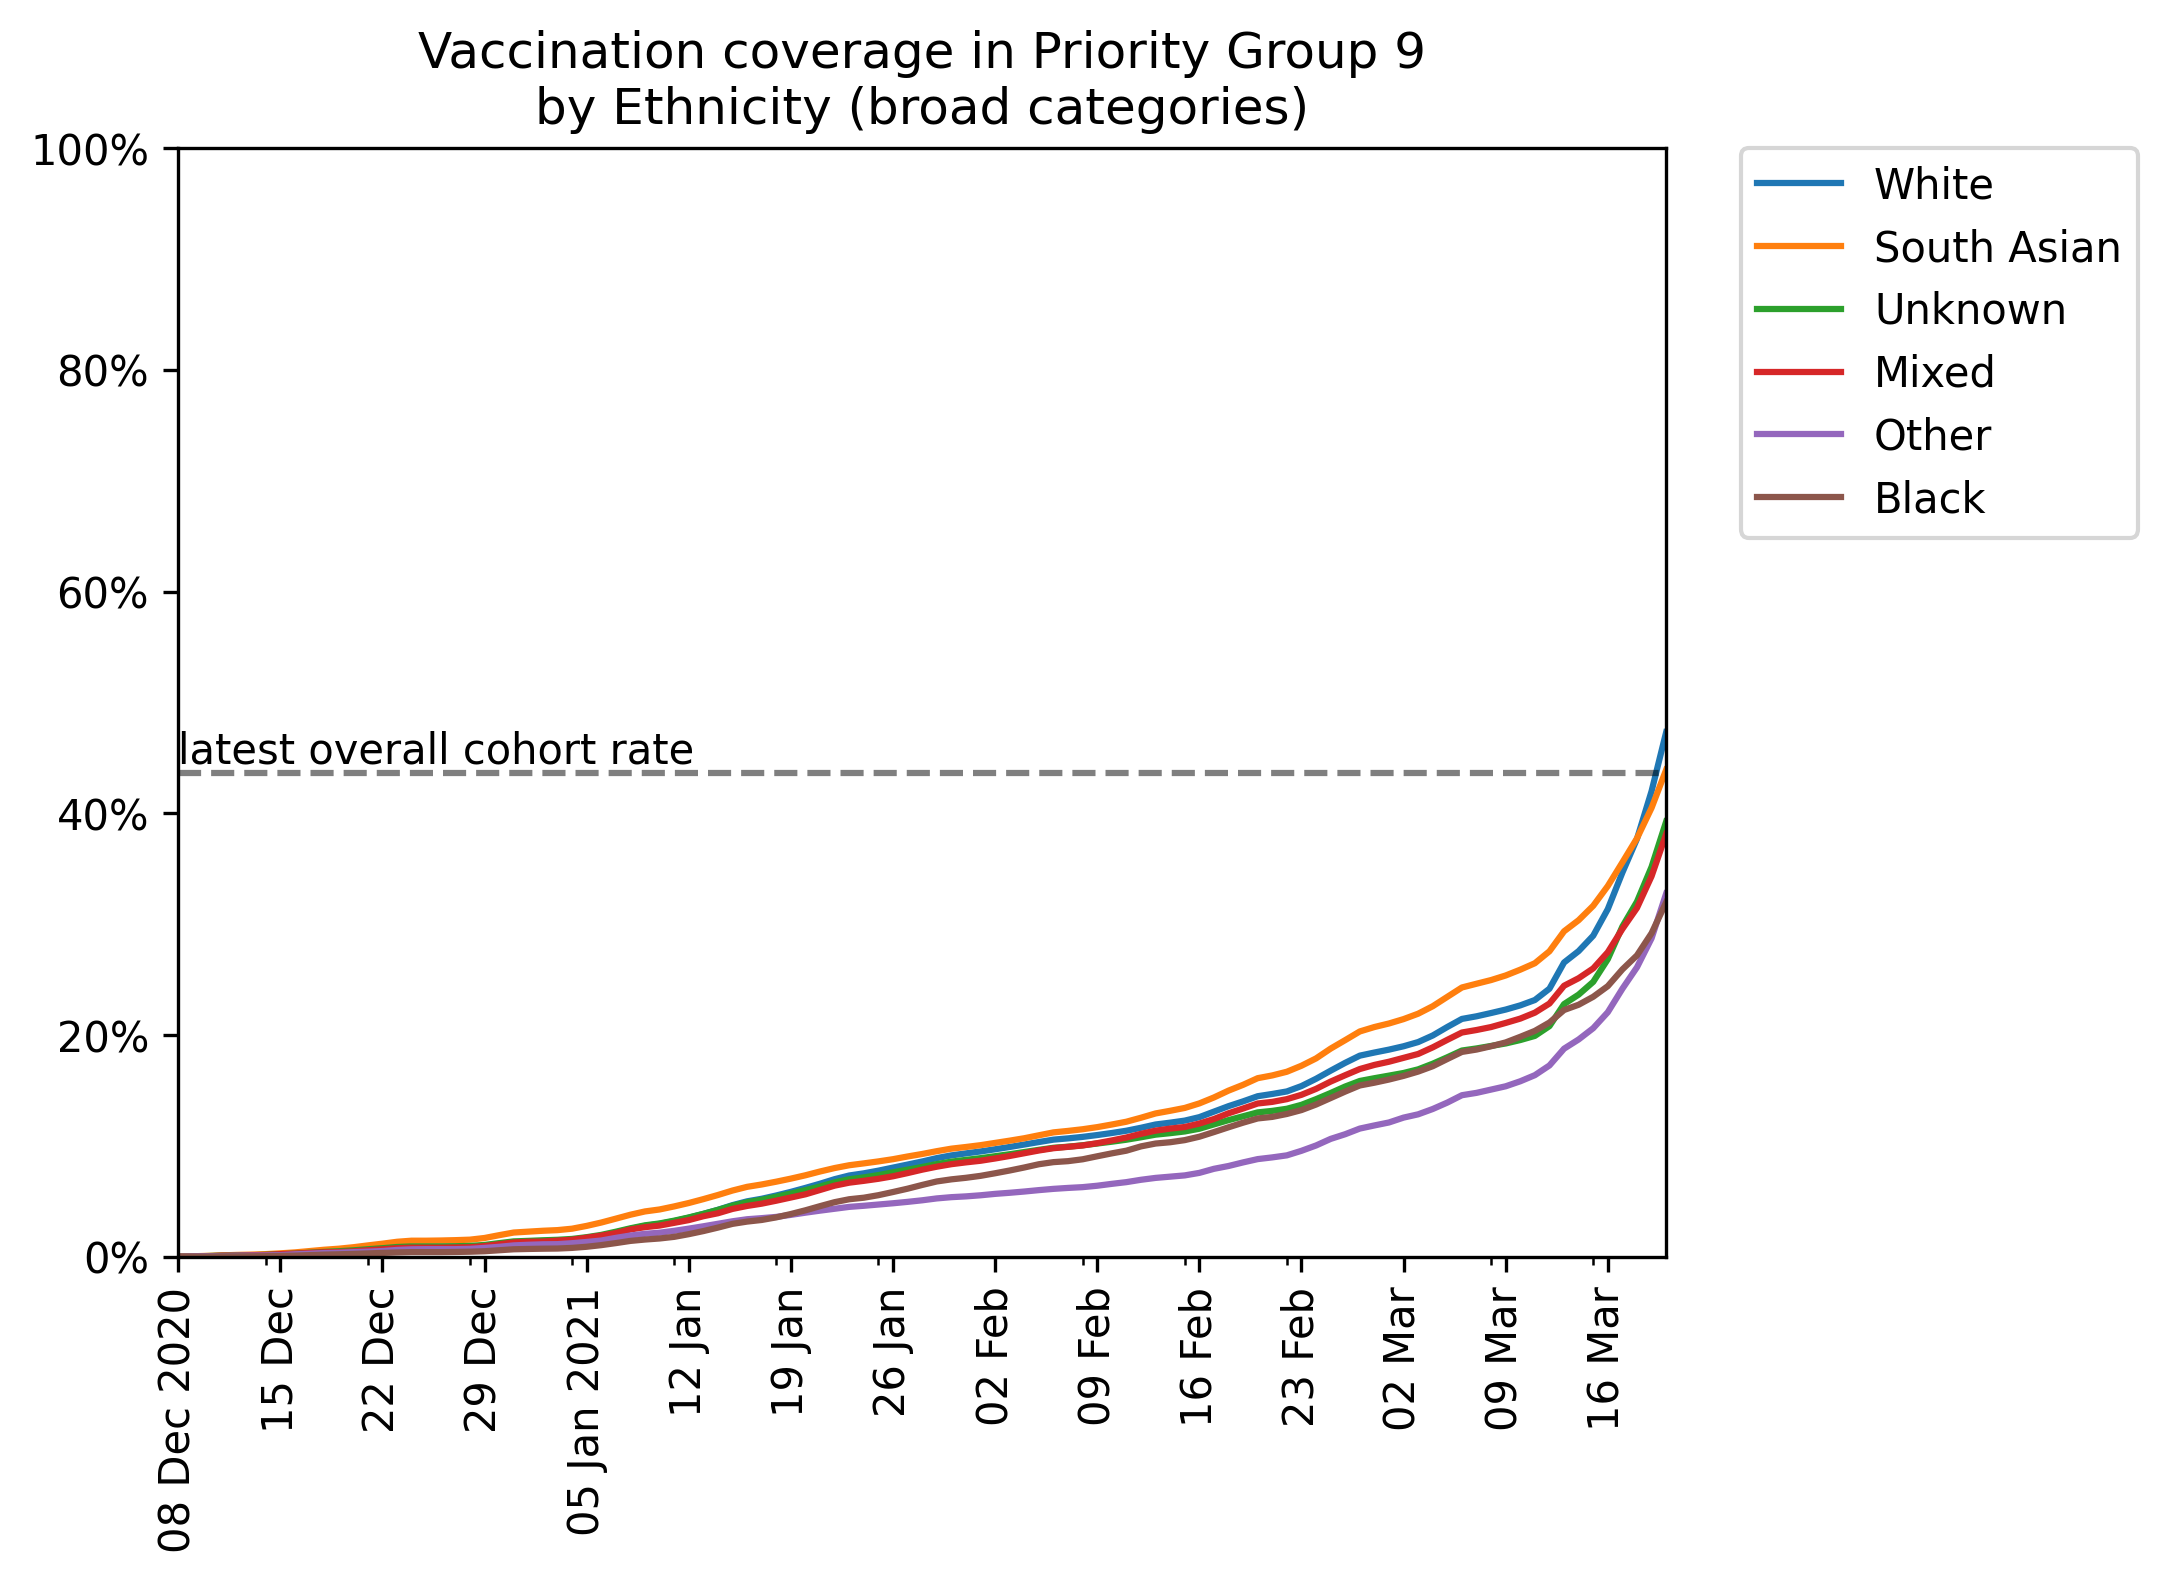 Vaccination coverage in Priority Group 9
by Ethnicity (broad categories)
100%
80%
60%
40%
20%
0%
latest overall cohort rate
08 Dec 2020
15 Dec
22 Dec
29 Dec
05 Jan 2021
12 Jan
19 Jan
26 Jan
02 Feb
09 Feb
16 Feb
23 Feb
02 Mar
09 Mar
16 Mar
White
South Asian
Unknown
Mixed
Other
Black